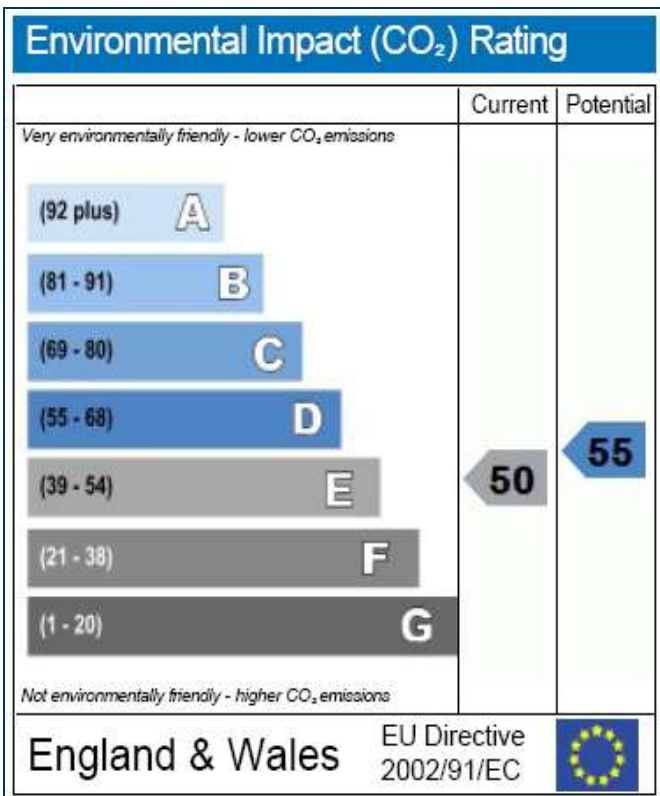 Environmental Impact (CO₂) Rating
Current Potential
Very environmentally friendly - lower CO₂ emissions
(92 plus) A
(81 - 91) B
(69 - 80) C
(55 - 68) D
(39 - 54) E
(21 - 38) F
(1 - 20) G
50
55
Not environmentally friendly - higher CO₂ emissions
England & Wales
EU Directive
2002/91/EC